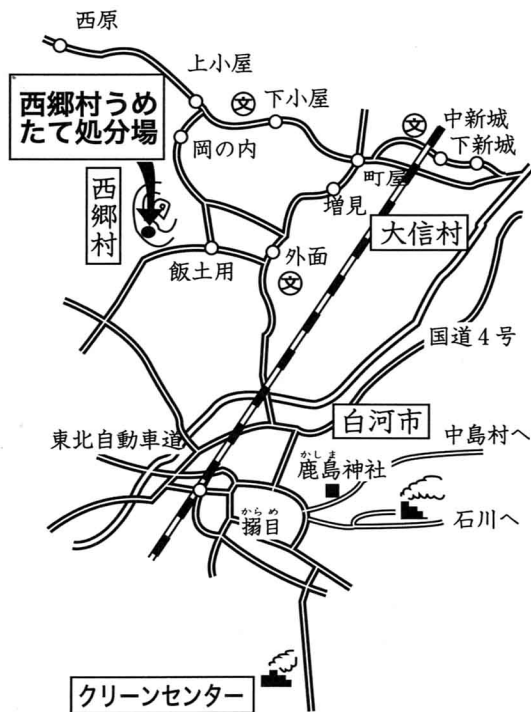 西原
上小屋
文
下小屋
文
中新城
下新城
西郷村うめ
たて処分場
岡の内
町屋
増見
西郷村
大信村
外面
飯土用
文
国道4号
白河市
東北自動車道
中島村へ
かしま
鹿島神社
からめ
搦目
石川へ
クリーンセンター